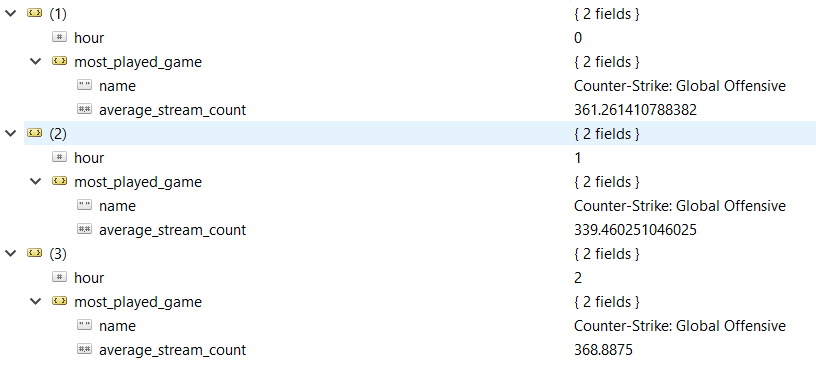 (1) { 2 fields }
hour 0
most_played_game { 2 fields }
name Counter-Strike: Global Offensive
average_stream_count 361.261410788382
(2) { 2 fields }
hour 1
most_played_game { 2 fields }
name Counter-Strike: Global Offensive
average_stream_count 339.460251046025
(3) { 2 fields }
hour 2
most_played_game { 2 fields }
name Counter-Strike: Global Offensive
average_stream_count 368.8875